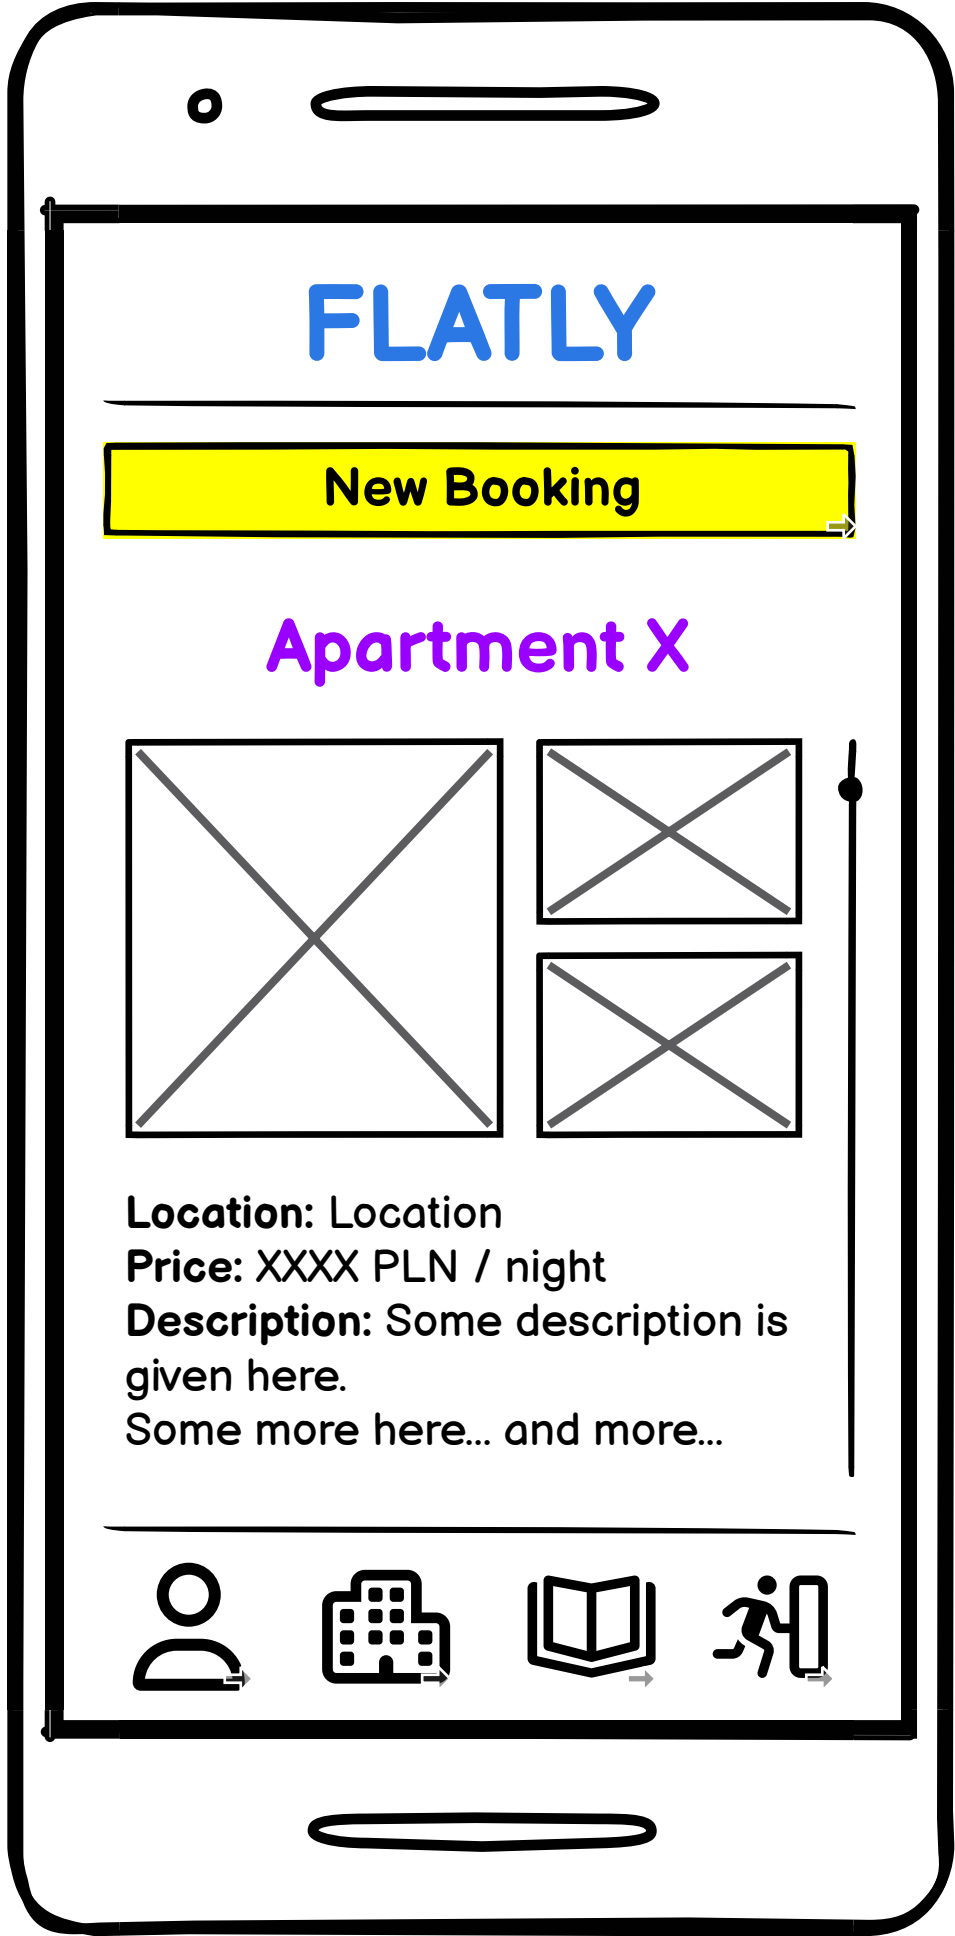 FLATLY
New Booking
Apartment X
Location: Location
Price: XXXX PLN / night
Description: Some description is
given here.
Some more here... and more...